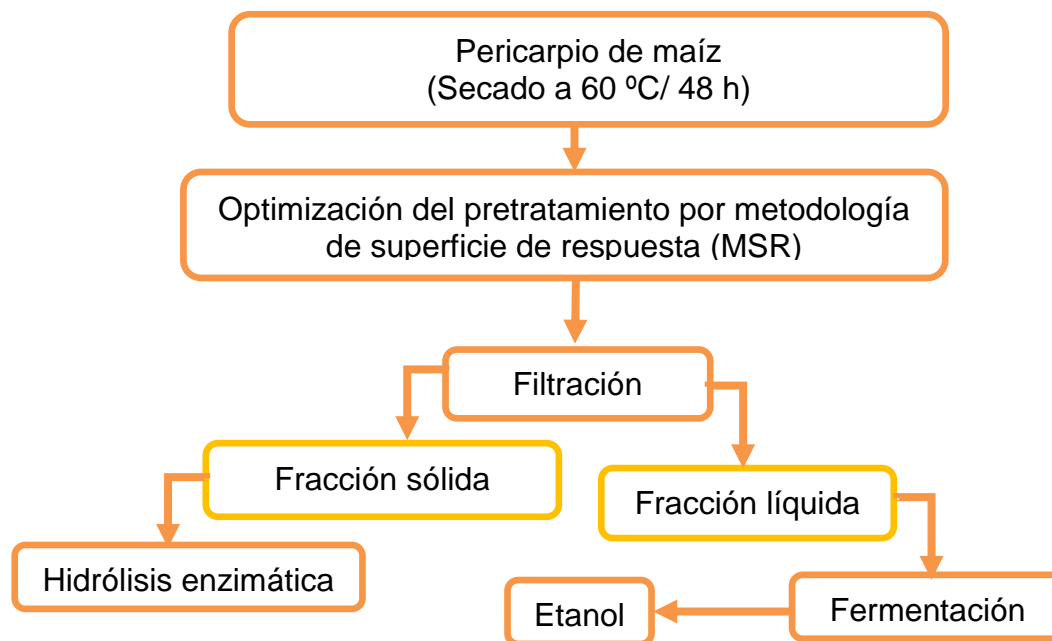 Pericarpio de maíz
(Secado a 60 ºC/ 48 h)
Optimización del pretratamiento por metodología
de superficie de respuesta (MSR)
Filtración
Fracción sólida
Fracción líquida
Hidrólisis enzimática
Etanol
Fermentación